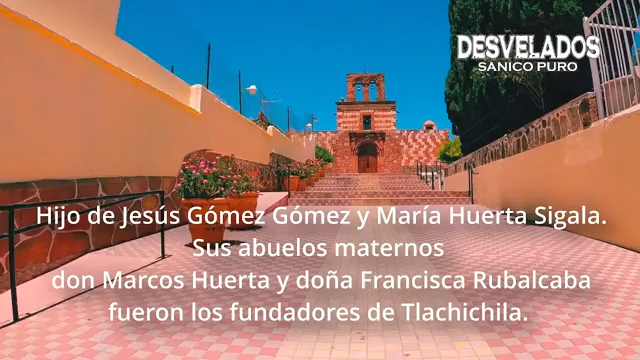 DESVELADOS
SANICO PURO
Hijo de Jesús Gómez Gómez y María Huerta Sigala.
Sus abuelos maternos
don Marcos Huerta y doña Francisca Rubalcaba
fueron los fundadores de Tlachichila.